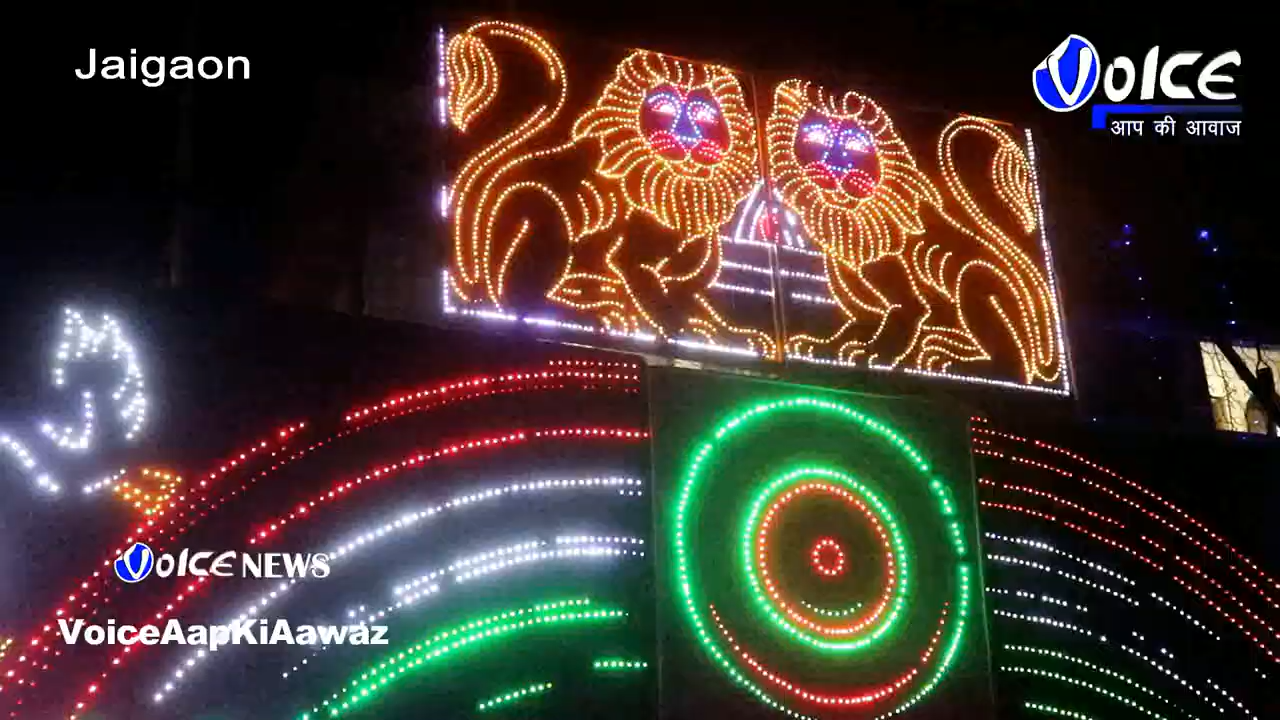 Jaigaon
VOICE
आप की आवाज
VOICE NEWS
VoiceAapKiAawaz